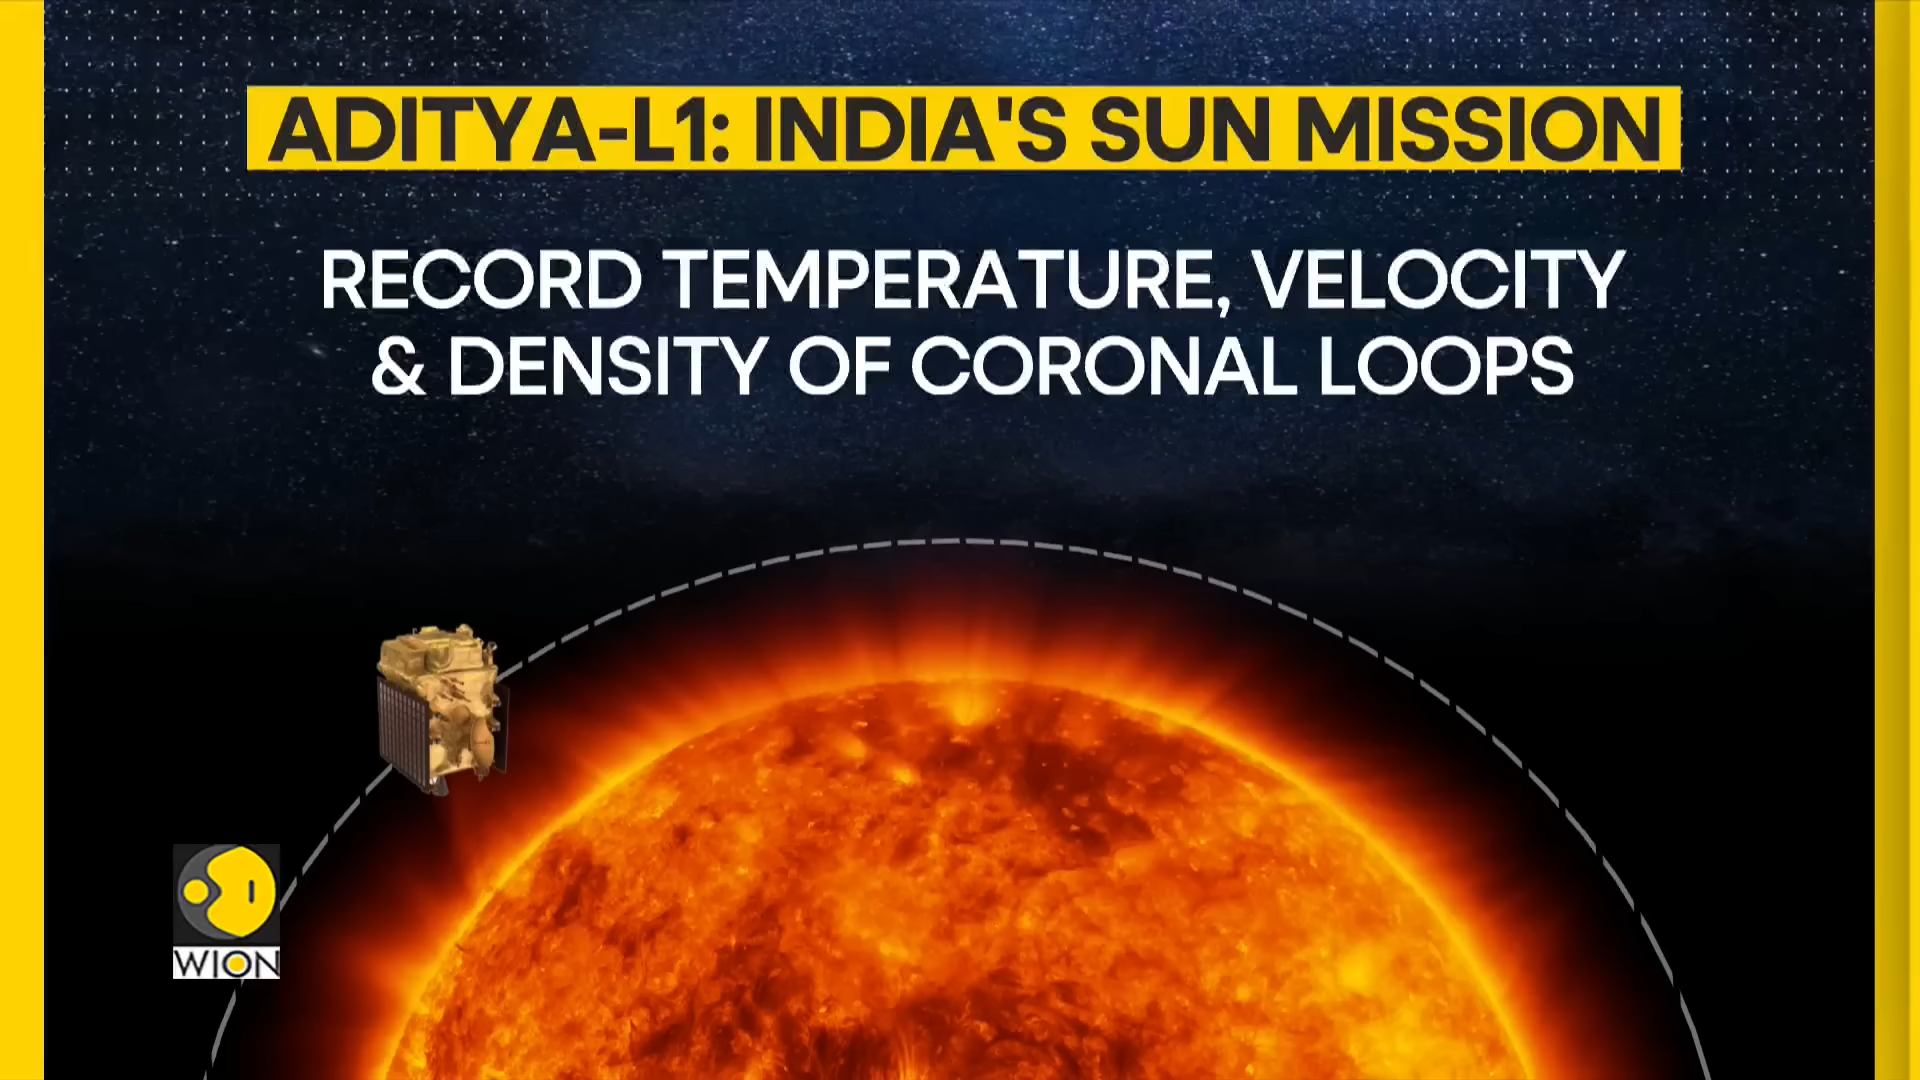 ADITYA-L1: INDIA'S SUN MISSION
RECORD TEMPERATURE, VELOCITY
& DENSITY OF CORONAL LOOPS
WION